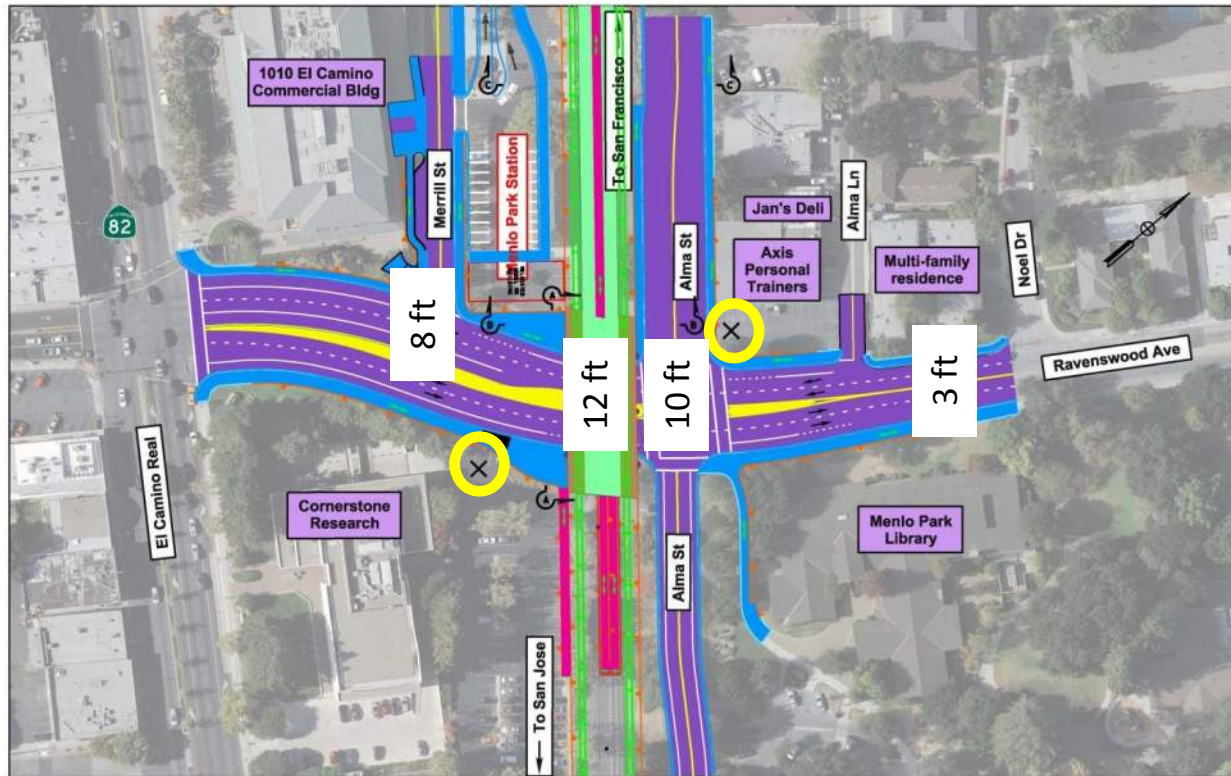 1010 El Camino
Commercial Bldg
82
Merrill St
Menlo Park Station
To San Francisco
C
C
Alma St
Jan's Deli
Axis
Personal
Trainers
Alma Ln
Multi-family
residence
Noel Dr
Ravenswood Ave
A
B
B
8 ft
12 ft
10 ft
3 ft
El Camino Real
Cornerstone
Research
A
Alma St
Menlo Park
Library
To San Jose